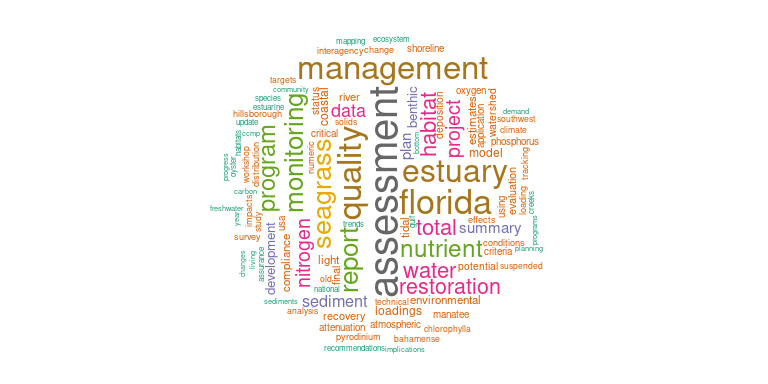 mapping
ecosystem
interagency
change
shoreline
management
targets
community
species
estuarine
hillsborough
update
habitats
ccmp
progress
oyster
workshop
distribution
program
monitoring
status
coastal
river
data
solids
critical
numeric
seagrass
quality
assessment
plan
bottom
benthic
habitat
deposition
project
oxygen
estimates
application
watershed
demand
southwest
climate
phosphorus
model
tracking
estuary
florida
using
evaluation
loading
creeks
programs
carbon
freshwater
year
impacts
study
usa
survey
changes
living
assurance
development
compliance
nitrogen
trends
report
light
final
old
national
tidal
gulf
total
effects
summary
nutrient
conditions
criteria
planning
water
potential
suspended
restoration
sediments
sediment
technical
environmental
loadings
manatee
analysis
recovery
attenuation
atmospheric
chlorophylla
pyrodinium
bahamense
recommendations
implications